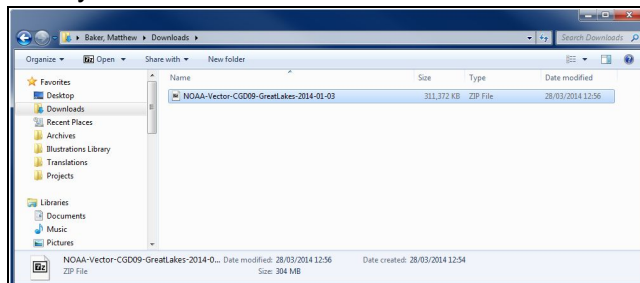 Baker, Matthew ▸ Downloads ▸ Search Downloads
Organize ▾ Open ▾ Share with ▾ New folder
Favorites
Desktop
Downloads
Recent Places
Archives
Illustrations Library
Translations
Projects
Libraries
Documents
Music
Pictures
Name Size Type Date modified
NOAA-Vector-CGD09-GreatLakes-2014-01-03 311,372 KB ZIP File 28/03/2014 12:56
NOAA-Vector-CGD09-GreatLakes-2014-0... Date modified: 28/03/2014 12:56 Date created: 28/03/2014 12:54
ZIP File Size: 304 MB